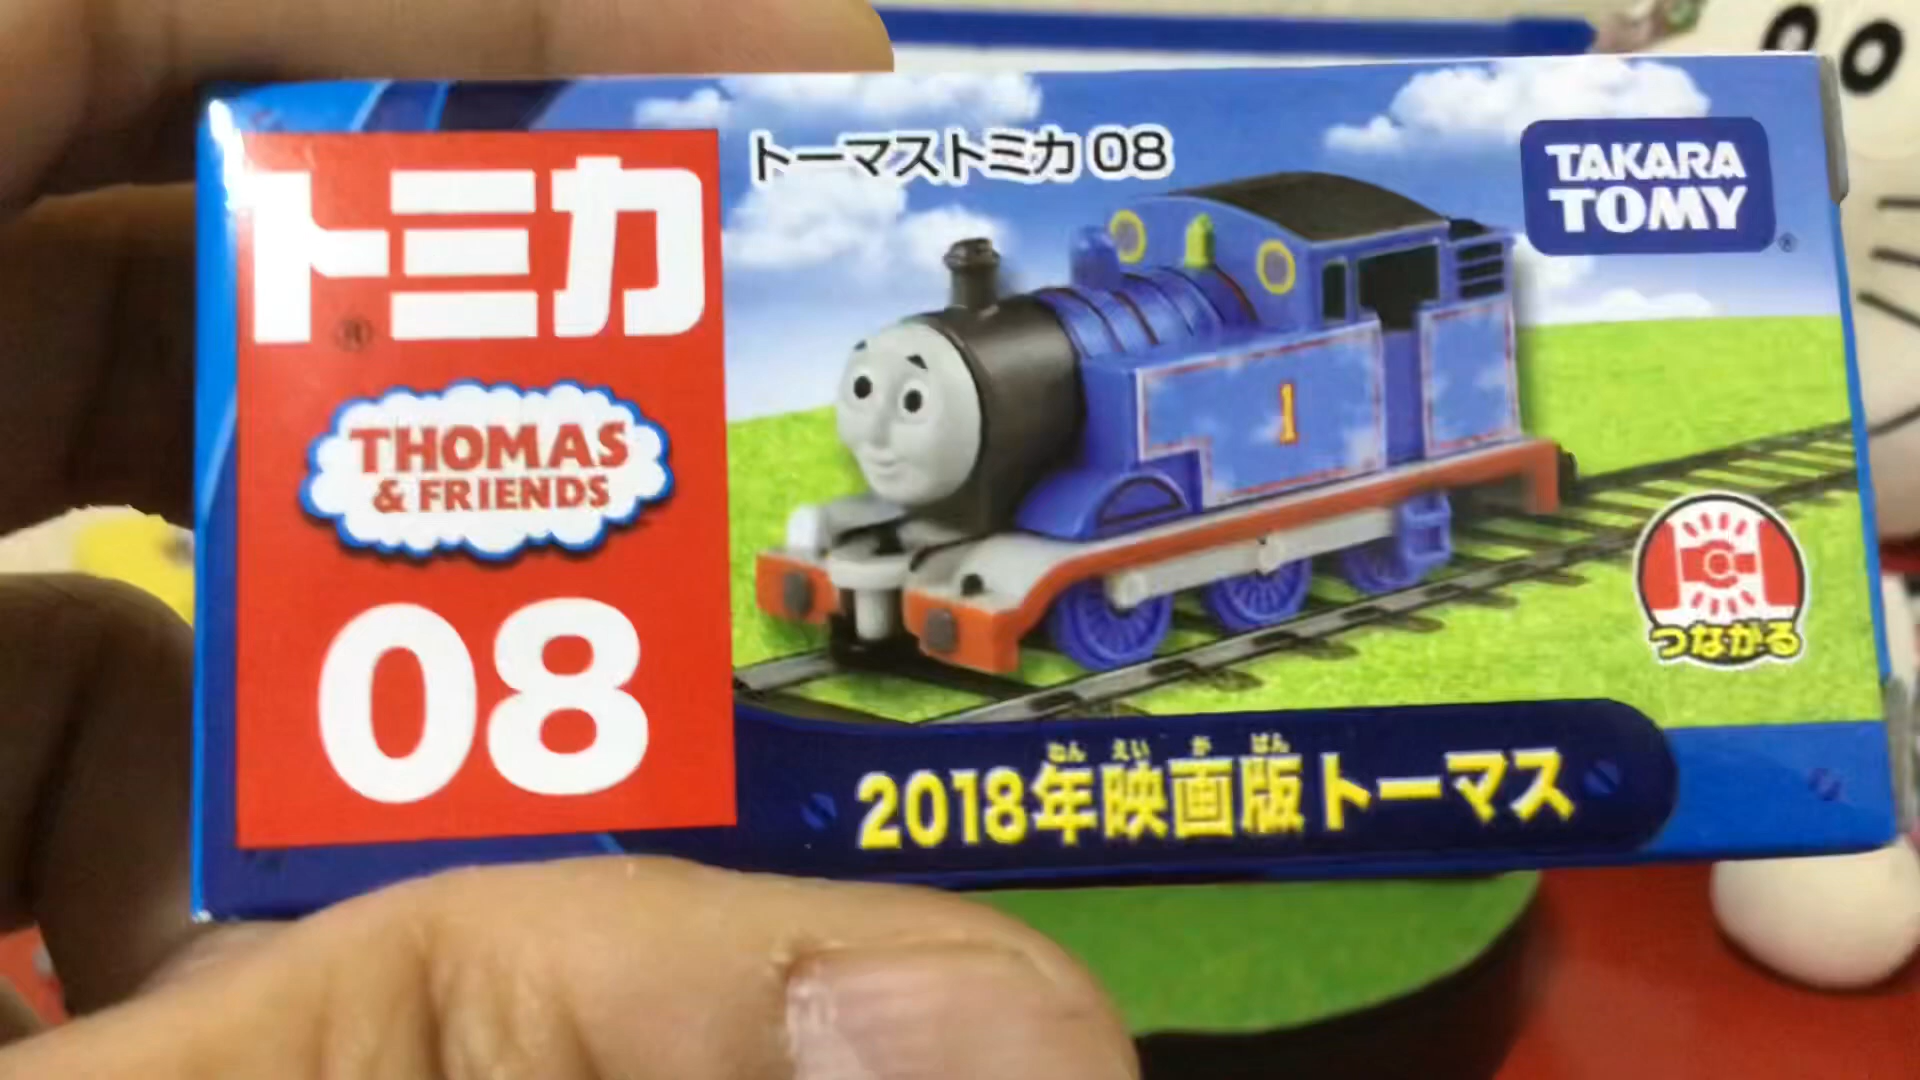 トミカ
®
THOMAS
& FRIENDS
08
トーマストミカ 08
TAKARA
TOMY
®
1
つながる
ねん えい が ばん
2018年映画版トーマス